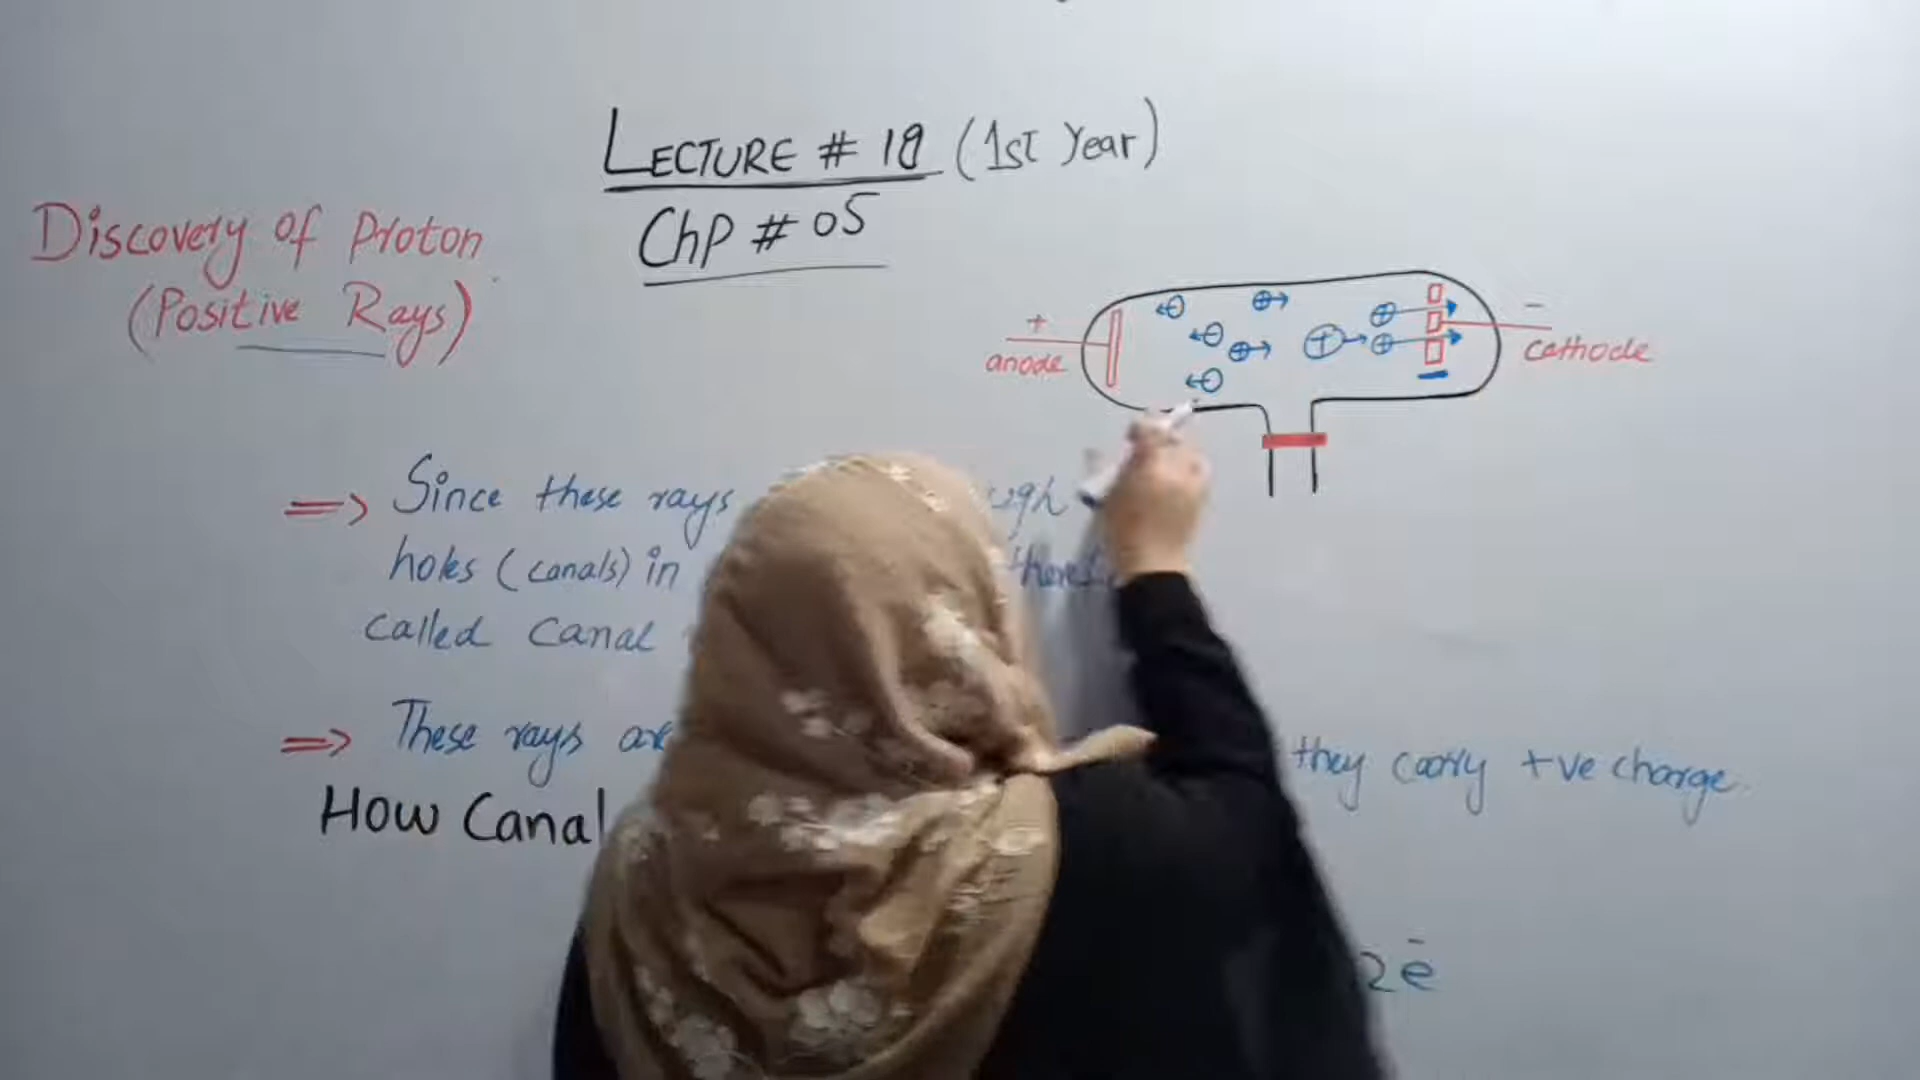 LECTURE # 18 (1st Year)
ChP # 05
Discovery of Proton
(Positive Rays)
+
anode
-
cathode
=> Since these rays
holes (canals) in
called Canal
=> These rays are they carry +ve charge.
How Canal
2e-